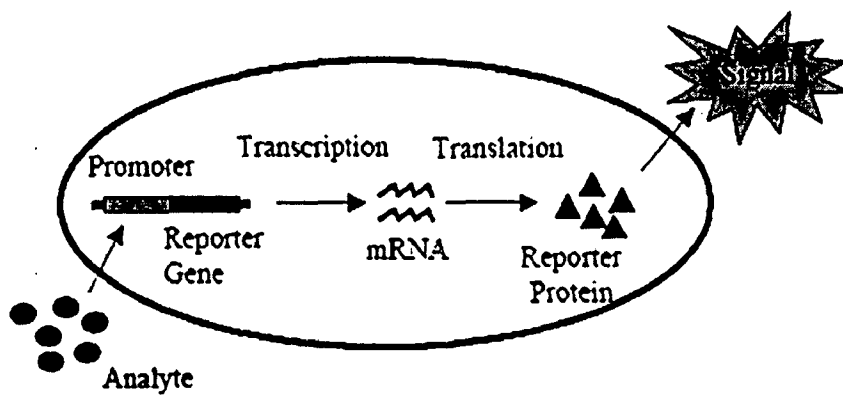 Signal
Transcription
Translation
Promoter
Reporter
Gene
mRNA
Reporter
Protein
Analyte